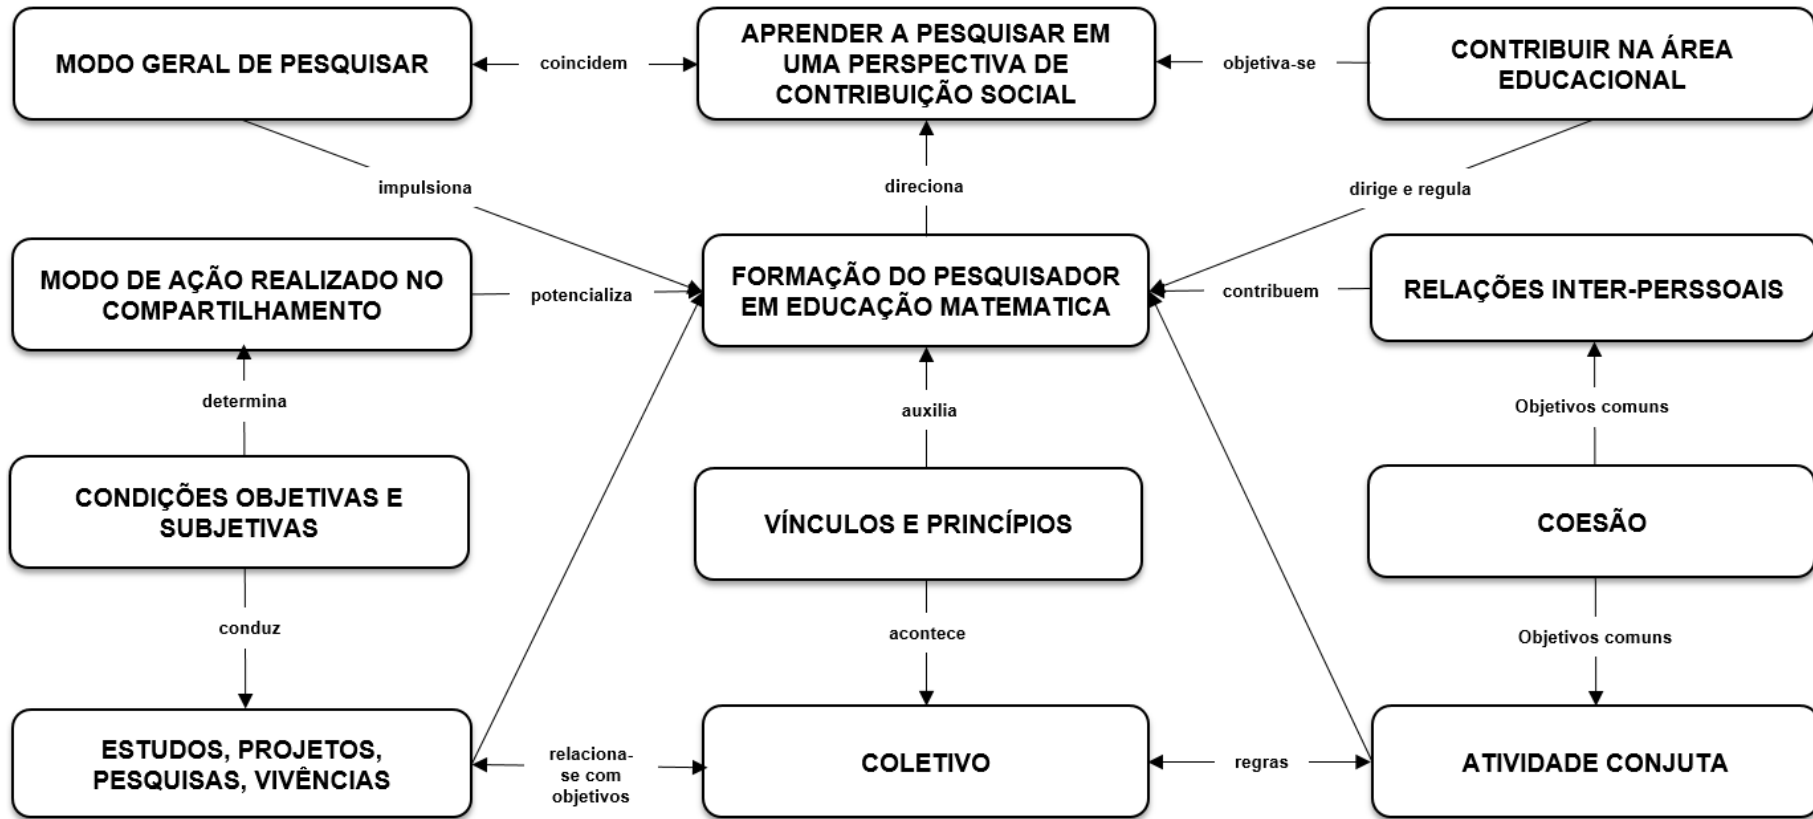 MODO GERAL DE PESQUISAR
coincidem
APRENDER A PESQUISAR EM
UMA PERSPECTIVA DE
CONTRIBUIÇÃO SOCIAL
objetiva-se
CONTRIBUIR NA ÁREA
EDUCACIONAL
impulsiona
direciona
dirige e regula
MODO DE AÇÃO REALIZADO NO
COMPARTILHAMENTO
potencializa
FORMAÇÃO DO PESQUISADOR
EM EDUCAÇÃO MATEMATICA
contribuem
RELAÇÕES INTER-PERSSOAIS
determina
auxilia
Objetivos comuns
CONDIÇÕES OBJETIVAS E
SUBJETIVAS
VÍNCULOS E PRINCÍPIOS
COESÃO
conduz
acontece
Objetivos comuns
ESTUDOS, PROJETOS,
PESQUISAS, VIVÊNCIAS
relaciona-
se com
objetivos
COLETIVO
regras
ATIVIDADE CONJUTA